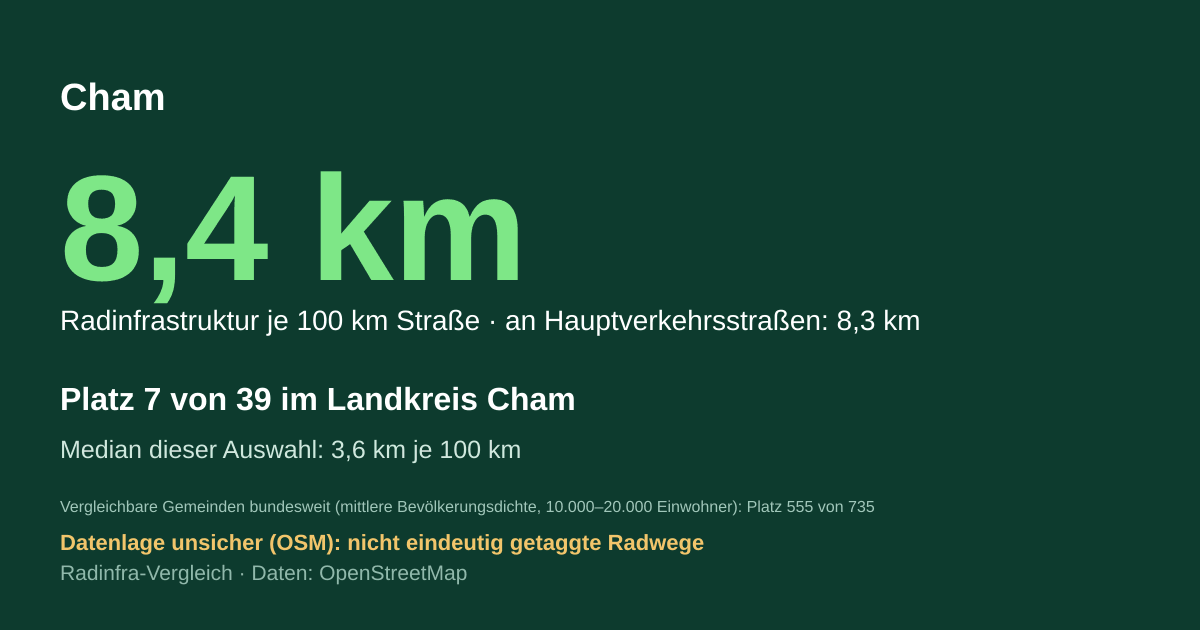 Cham
8,4 km
Radinfrastruktur je 100 km Straße · an Hauptverkehrsstraßen: 8,3 km
Platz 7 von 39 im Landkreis Cham
Median dieser Auswahl: 3,6 km je 100 km
Vergleichbare Gemeinden bundesweit (mittlere Bevölkerungsdichte, 10.000–20.000 Einwohner): Platz 555 von 735
Datenlage unsicher (OSM): nicht eindeutig getaggte Radwege
Radinfra-Vergleich · Daten: OpenStreetMap